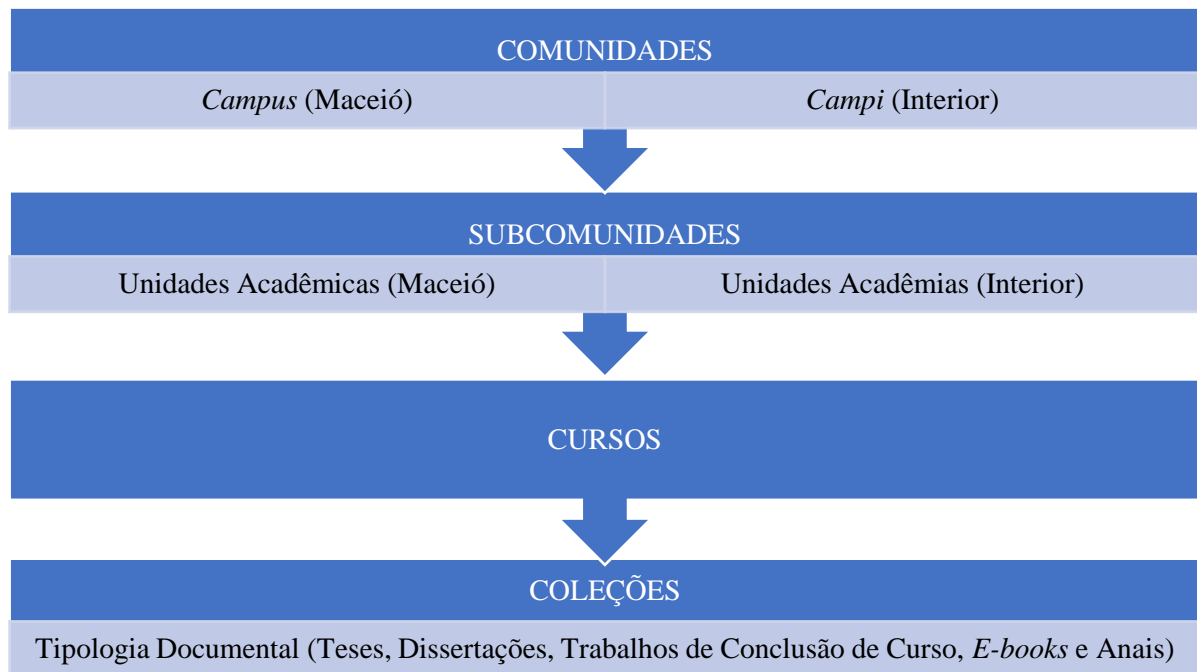 COMUNIDADES
Campus (Maceió)
Campi (Interior)
SUBCOMUNIDADES
Unidades Acadêmicas (Maceió)
Unidades Acadêmias (Interior)
CURSOS
COLEÇÕES
Tipologia Documental (Teses, Dissertações, Trabalhos de Conclusão de Curso, E-books e Anais)